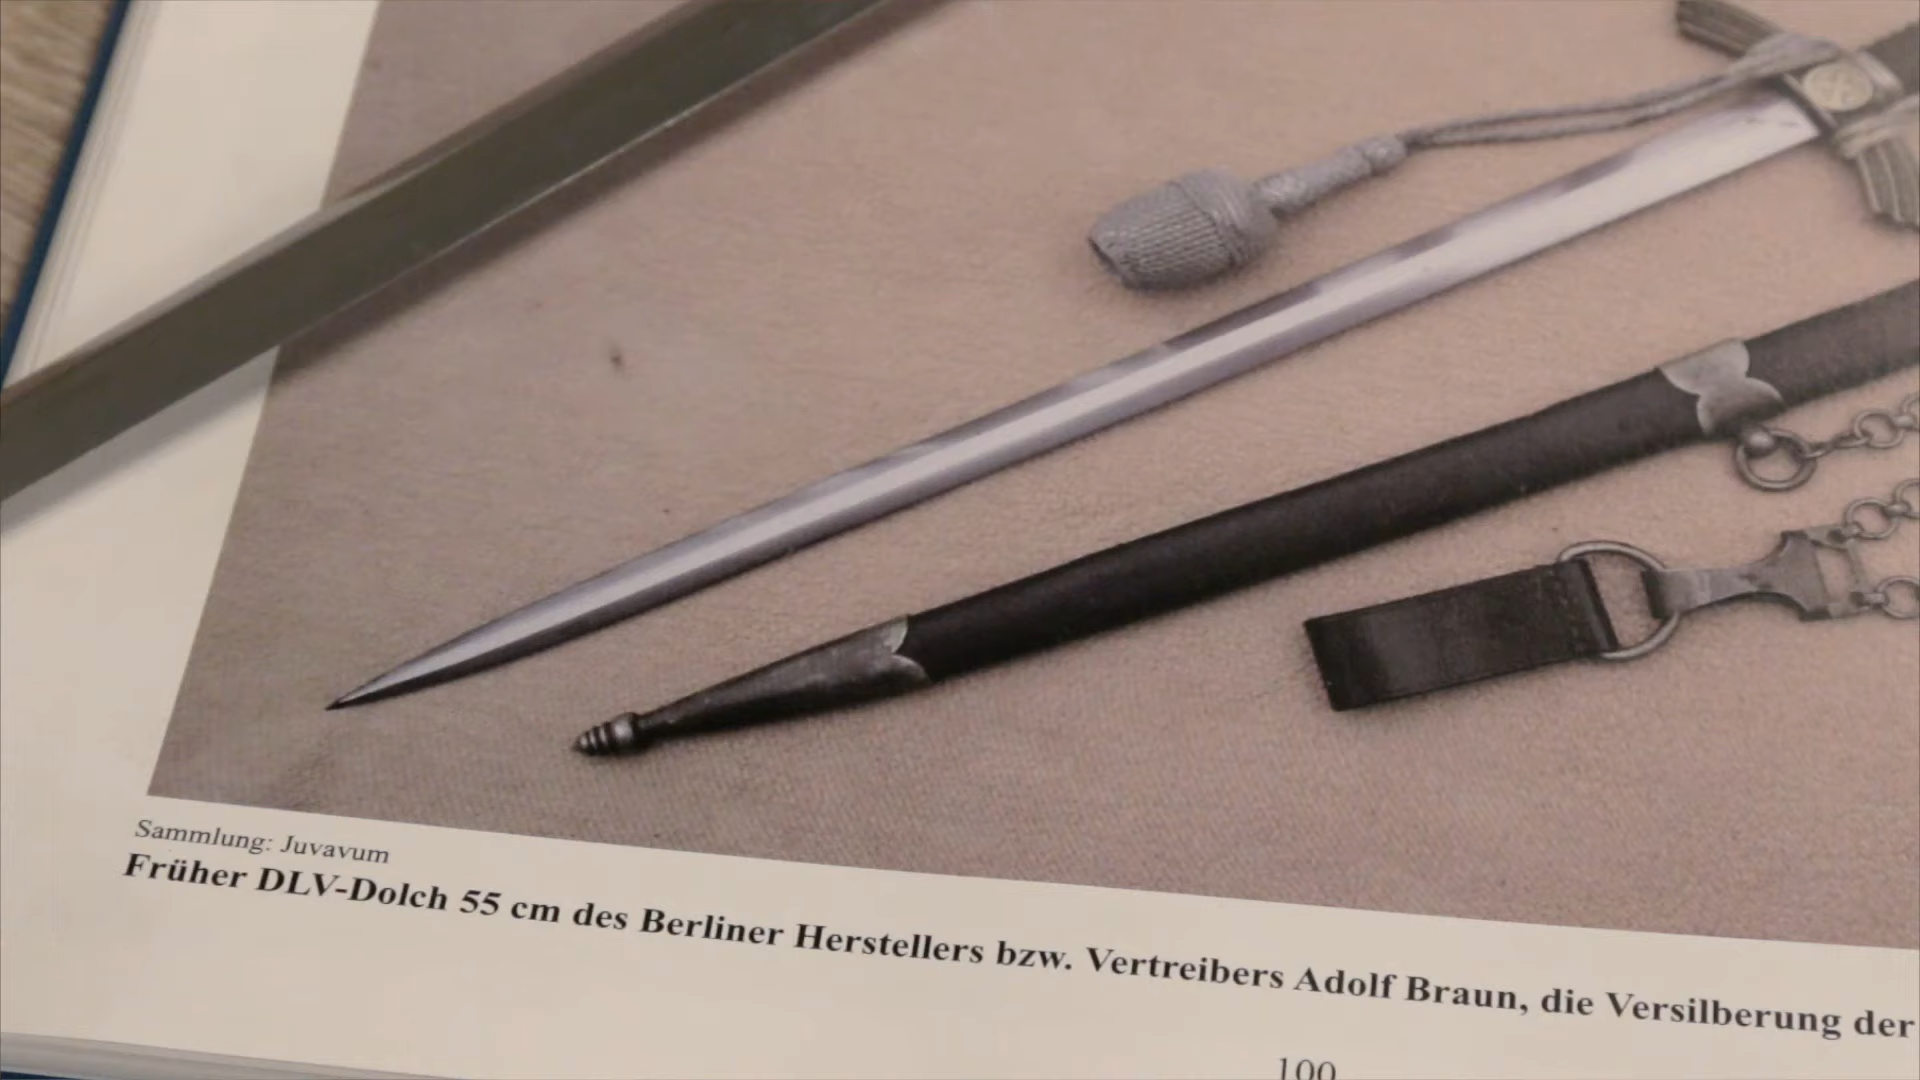 Sammlung: Juvavum
Früher DLV-Dolch 55 cm des Berliner Herstellers bzw. Vertreibers Adolf Braun, die Versilberung der
100